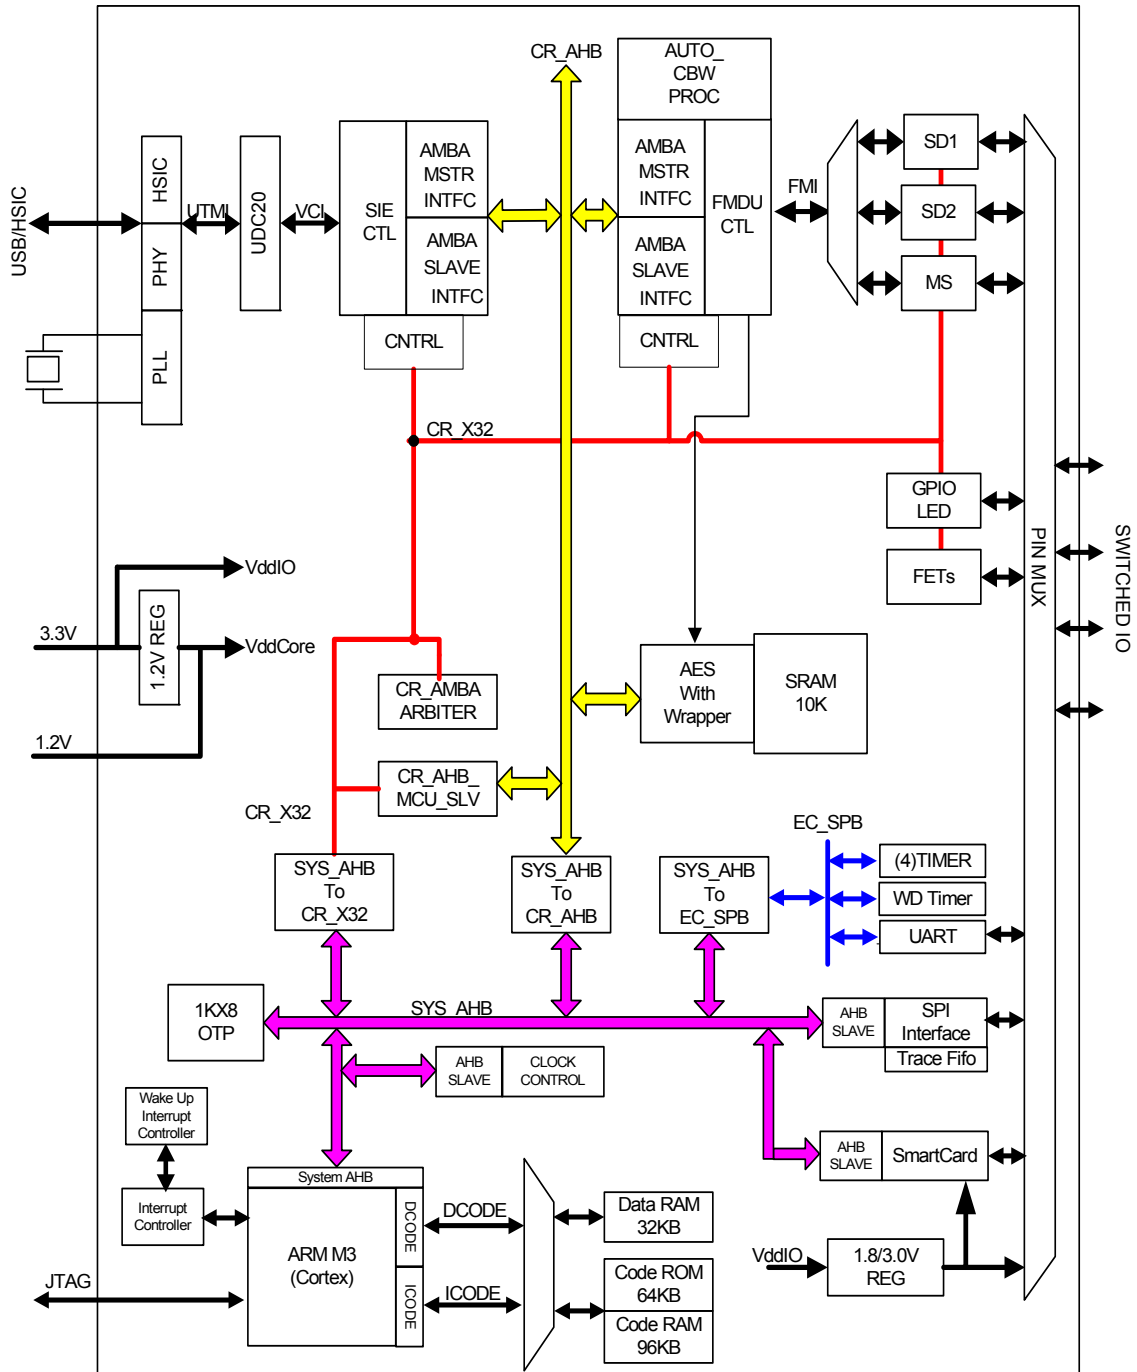 CR_AHB
AUTO_
CBW
PROC
USB/HSIC
HSIC
PHY
PLL
UTMI
UDC20
VCI
SIE
CTL
AMBA
MSTR
INTFC
AMBA
SLAVE
INTFC
CNTRL
AMBA
MSTR
INTFC
AMBA
SLAVE
INTFC
FMDU
CTL
CNTRL
FMI
SD1
SD2
MS
CR_X32
GPIO
LED
FETs
PIN MUX
SWITCHED IO
VddIO
3.3V
1.2V REG
VddCore
1.2V
CR_AMBA
ARBITER
AES
With
Wrapper
SRAM
10K
CR_AHB_
MCU_SLV
CR_X32
SYS_AHB
To
CR_X32
SYS_AHB
To
CR_AHB
SYS_AHB
To
EC_SPB
EC_SPB
(4)TIMER
WD Timer
UART
1KX8
OTP
SYS_AHB
AHB
SLAVE
SPI
Interface
Trace Fifo
AHB
SLAVE
CLOCK
CONTROL
Wake Up
Interrupt
Controller
Interrupt
Controller
System AHB
ARM M3
(Cortex)
DCODE
ICODE
DCODE
ICODE
JTAG
Data RAM
32KB
Code ROM
64KB
Code RAM
96KB
AHB
SLAVE
SmartCard
VddIO
1.8/3.0V
REG